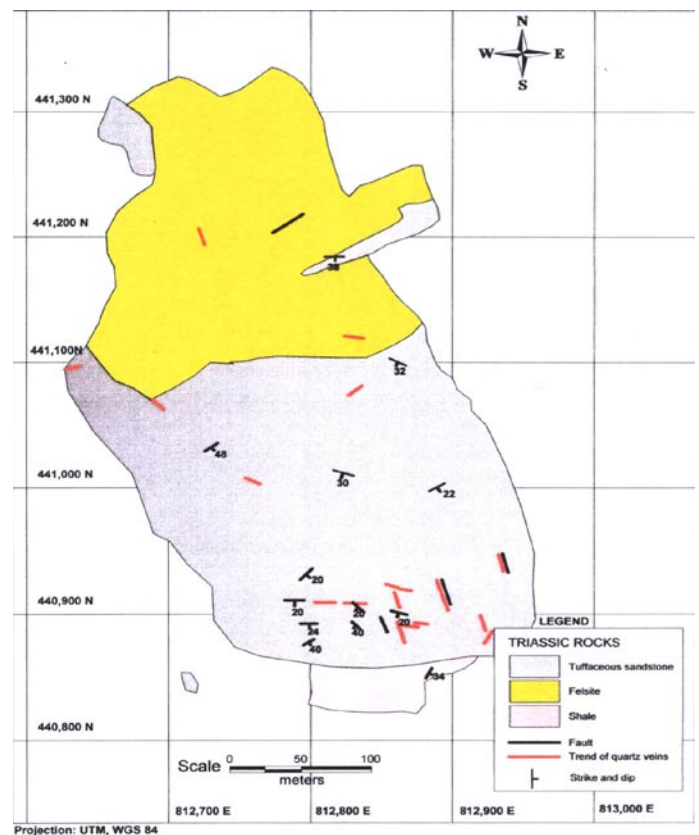 N
W E
S
441,300 N
441,200 N
38
441,100N
32
48
441,000 N
30
22
20
440,900 N
20
20
20
24
40
40
34
LEGEND
TRIASSIC ROCKS
Tuffaceous sandstone
Felsite
Shale
Fault
Trend of quartz veins
Strike and dip
440,800 N
Scale
0 50 100
meters
812,700 E 812,800 E 812,900 E 813,000 E
Projection: UTM, WGS 84